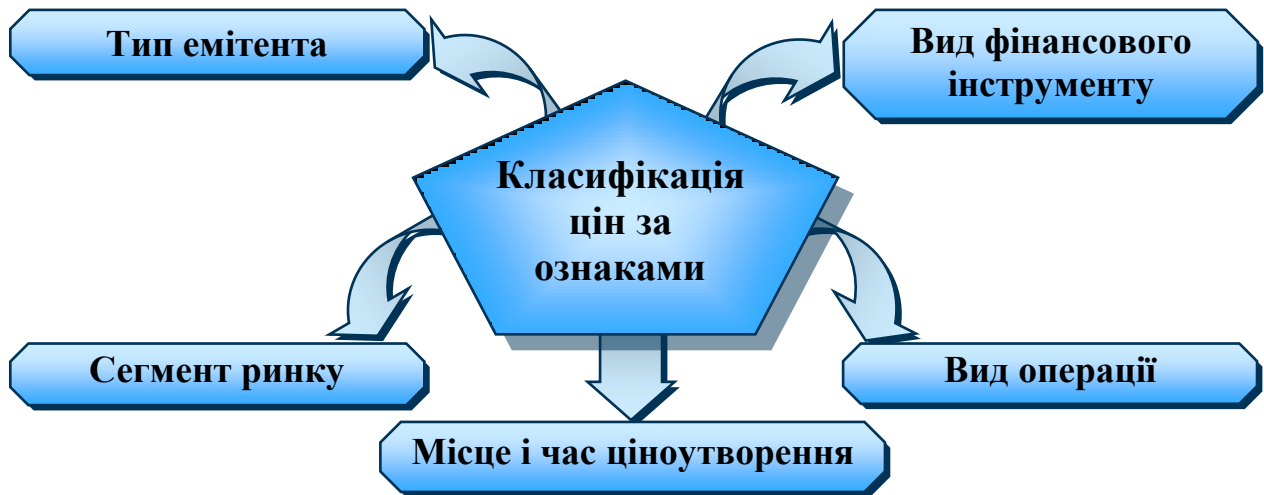 Тип емітента
Вид фінансового
інструменту
Класифікація
цін за
ознаками
Сегмент ринку
Вид операції
Місце і час ціноутворення